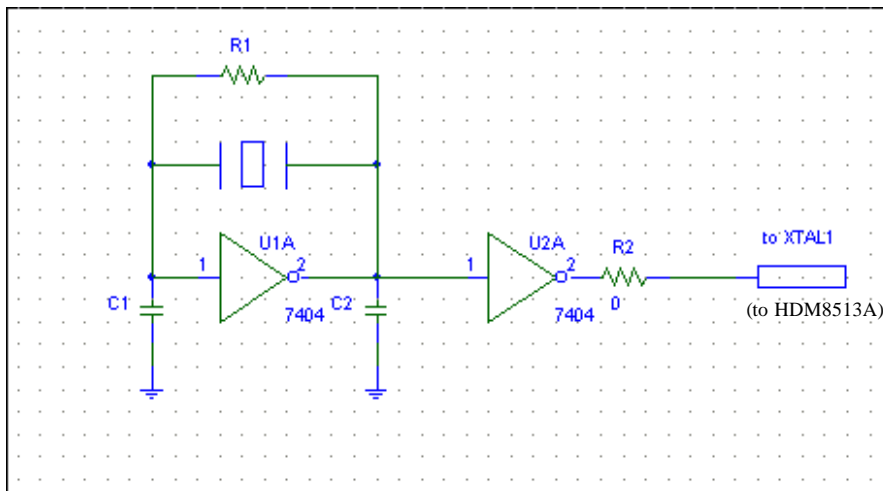 R1
U1A
1
2
7404
C1
C2
U2A
1
2
7404
R2
0
to XTAL1
(to HDM8513A)